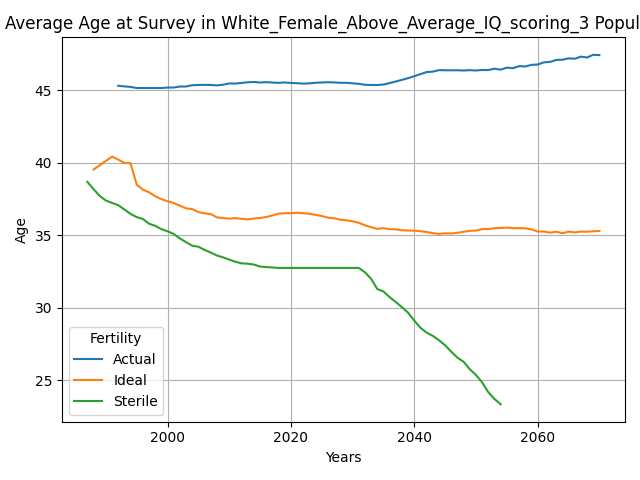 Average Age at Survey in White_Female_Above_Average_IQ_scoring_3 Popul
45
40
35
30
25
Age
Fertility
Actual
Ideal
Sterile
2000 2020 2040 2060
Years